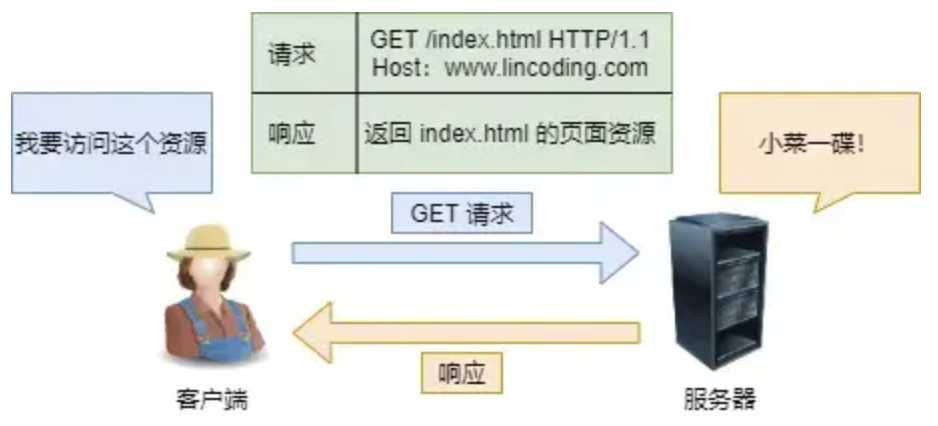 请求
GET /index.html HTTP/1.1
Host：www.lincoding.com
响应
返回 index.html 的页面资源
我要访问这个资源
小菜一碟！
GET 请求
响应
客户端
服务器